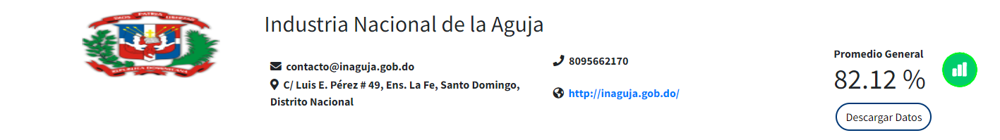 DIOS PATRIA LIBERTAD
REPUBLICA DOMINICANA
Industria Nacional de la Aguja
contacto@inaguja.gob.do
C/ Luis E. Pérez # 49, Ens. La Fe, Santo Domingo,
Distrito Nacional
8095662170
http://inaguja.gob.do/
Promedio General
82.12 %
Descargar Datos